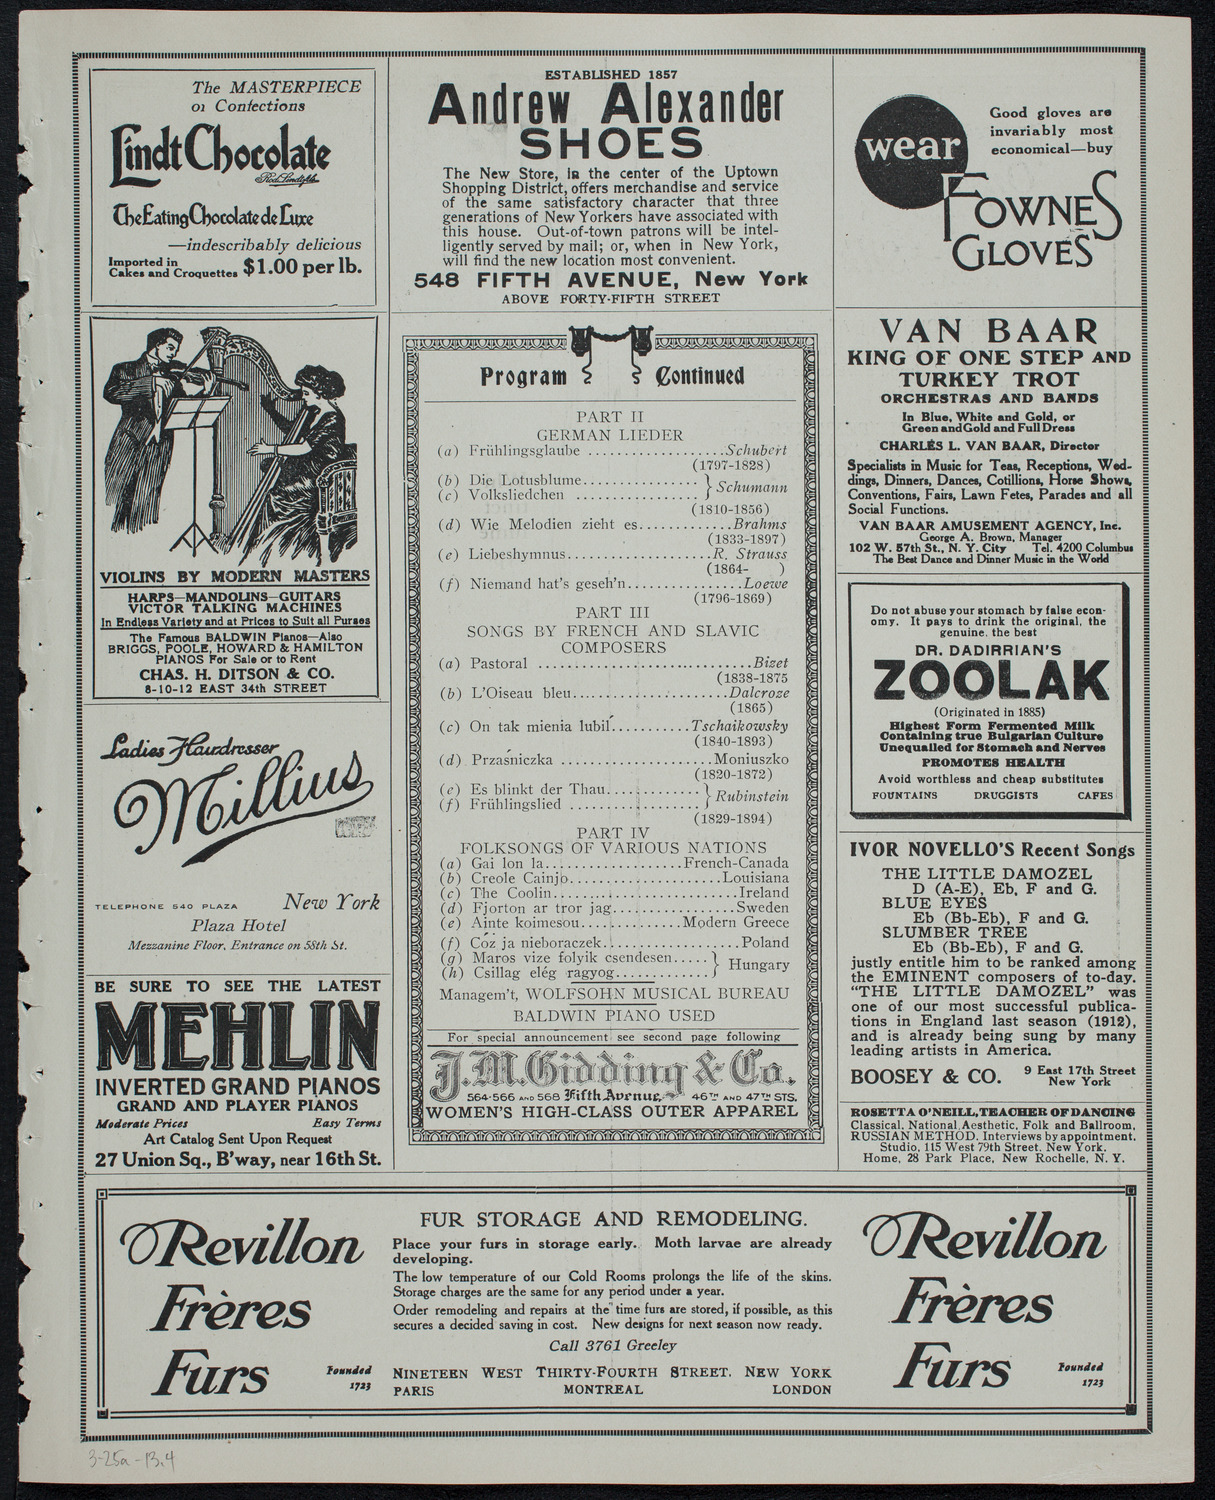 The MASTERPIECE
of Confections
Lindt Chocolate
Rod. Lindt fils
The Eating Chocolate de Luxe
—indescribably delicious
Imported in
Cakes and Croquettes $1.00 per lb.
VIOLINS BY MODERN MASTERS
HARPS—MANDOLINS—GUITARS
VICTOR TALKING MACHINES
In Endless Variety and at Prices to Suit all Purses
The Famous BALDWIN Pianos—Also
BRIGGS, POOLE, HOWARD & HAMILTON
PIANOS For Sale or to Rent
CHAS. H. DITSON & CO.
8-10-12 EAST 34th STREET
Ladies Hairdresser
Millius
TELEPHONE 540 PLAZA New York
Plaza Hotel
Mezzanine Floor, Entrance on 58th St.
BE SURE TO SEE THE LATEST
MEHLIN
INVERTED GRAND PIANOS
GRAND AND PLAYER PIANOS
Moderate Prices Easy Terms
Art Catalog Sent Upon Request
27 Union Sq., B'way, near 16th St.
ESTABLISHED 1857
Andrew Alexander
SHOES
The New Store, in the center of the Uptown
Shopping District, offers merchandise and service
of the same satisfactory character that three
generations of New Yorkers have associated with
this house. Out-of-town patrons will be intel-
ligently served by mail; or, when in New York,
will find the new location most convenient.
548 FIFTH AVENUE, New York
ABOVE FORTY-FIFTH STREET
Program Continued
PART II
GERMAN LIEDER
(a) Frühlingsglaube ....................Schubert
(1797-1828)
(b) Die Lotusblume.................
(c) Volksliedchen .................. } Schumann
(1810-1856)
(d) Wie Melodien zieht es.............Brahms
(1833-1897)
(e) Liebeshymnus....................R. Strauss
(1864- )
(f) Niemand hat's geseh'n................Loewe
(1796-1869)
PART III
SONGS BY FRENCH AND SLAVIC
COMPOSERS
(a) Pastoral ..............................Bizet
(1838-1875
(b) L'Oiseau bleu......................Dalcroze
(1865)
(c) On tak mienia lubil´...........Tschaikowsky
(1840-1893)
(d) Przaśniczka ......................Moniuszko
(1820-1872)
(e) Es blinkt der Thau..............
(f) Frühlingslied ................... } Rubinstein
(1829-1894)
PART IV
FOLKSONGS OF VARIOUS NATIONS
(a) Gai lon la....................French-Canada
(b) Creole Cainjo......................Louisiana
(c) The Coolin...........................Ireland
(d) Fjorton ar tror jag..................Sweden
(e) Ainte koimesou...............Modern Greece
(f) Cóź ja nieboraczek...................Poland
(g) Maros vize folyik csendesen.....
(h) Csillag elég ragyog............. } Hungary
Managem't, WOLFSOHN MUSICAL BUREAU
BALDWIN PIANO USED
For special announcement see second page following
J. M. Gidding & Co.
564-566 AND 568 Fifth Avenue, 46TH AND 47TH STS.
WOMEN'S HIGH-CLASS OUTER APPAREL
wear
Good gloves are
invariably most
economical—buy
FOWNES
GLOVES
VAN BAAR
KING OF ONE STEP AND
TURKEY TROT
ORCHESTRAS AND BANDS
In Blue, White and Gold, or
Green and Gold and Full Dress
CHARLES L. VAN BAAR, Director
Specialists in Music for Teas, Receptions, Wed-
dings, Dinners, Dances, Cotillions, Horse Shows,
Conventions, Fairs, Lawn Fetes, Parades and all
Social Functions.
VAN BAAR AMUSEMENT AGENCY, Inc.
George A. Brown, Manager
102 W. 57th St., N. Y. City Tel. 4200 Columbus
The Best Dance and Dinner Music in the World
Do not abuse your stomach by false econ-
omy. It pays to drink the original, the
genuine, the best
DR. DADIRRIAN'S
ZOOLAK
(Originated in 1885)
Highest Form Fermented Milk
Containing true Bulgarian Culture
Unequalled for Stomach and Nerves
PROMOTES HEALTH
Avoid worthless and cheap substitutes
FOUNTAINS DRUGGISTS CAFES
IVOR NOVELLO'S Recent Songs
THE LITTLE DAMOZEL
D (A-E), Eb, F and G.
BLUE EYES
Eb (Bb-Eb), F and G.
SLUMBER TREE
Eb (Bb-Eb), F and G.
justly entitle him to be ranked among
the EMINENT composers of to-day.
"THE LITTLE DAMOZEL" was
one of our most successful publica-
tions in England last season (1912),
and is already being sung by many
leading artists in America.
BOOSEY & CO. 9 East 17th Street
New York
ROSETTA O'NEILL, TEACHER OF DANCING
Classical, National, Aesthetic, Folk and Ballroom,
RUSSIAN METHOD. Interviews by appointment.
Studio, 115 West 79th Street, New York.
Home, 28 Park Place, New Rochelle, N. Y.
Revillon
Frères
Furs
Founded
1723
FUR STORAGE AND REMODELING.
Place your furs in storage early. Moth larvae are already
developing.
The low temperature of our Cold Rooms prolongs the life of the skins.
Storage charges are the same for any period under a year.
Order remodeling and repairs at the time furs are stored, if possible, as this
secures a decided saving in cost. New designs for next season now ready.
Call 3761 Greeley
NINETEEN WEST THIRTY-FOURTH STREET, NEW YORK
PARIS MONTREAL LONDON
Revillon
Frères
Furs
Founded
1723
3-25a-13.4